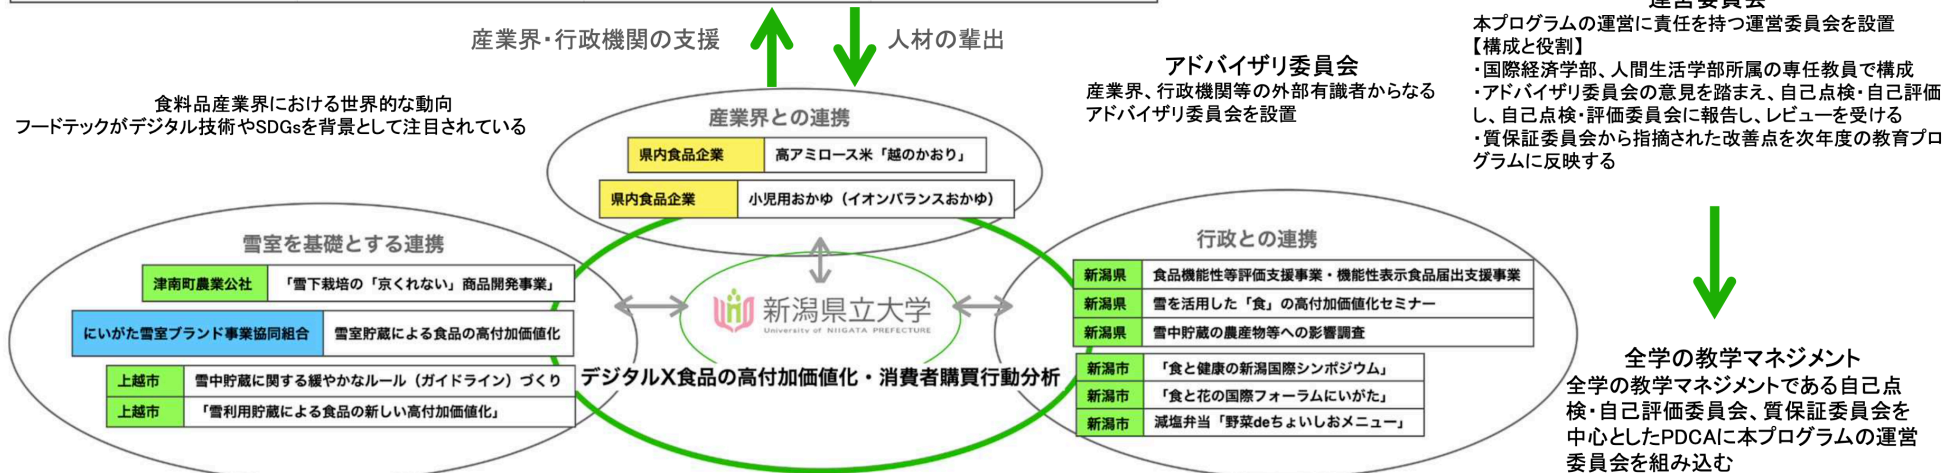 産業界・行政機関の支援
人材の輩出
食料品産業界における世界的な動向
フードテックがデジタル技術やSDGsを背景として注目されている
産業界との連携
県内食品企業 高アミロース米「越のかおり」
県内食品企業 小児用おかゆ（イオンバランスおかゆ）
アドバイザリ委員会
産業界、行政機関等の外部有識者からなる
アドバイザリ委員会を設置
運営委員会
本プログラムの運営に責任を持つ運営委員会を設置
【構成と役割】
・国際経済学部、人間生活学部所属の専任教員で構成
・アドバイザリ委員会の意見を踏まえ、自己点検・自己評価
し、自己点検・評価委員会に報告し、レビューを受ける
・質保証委員会から指摘された改善点を次年度の教育プロ
グラムに反映する
雪室を基礎とする連携
津南町農業公社 「雪下栽培の「京くれない」商品開発事業」
にいがた雪室ブランド事業協同組合 雪室貯蔵による食品の高付加価値化
上越市 雪中貯蔵に関する緩やかなルール（ガイドライン）づくり
上越市 「雪利用貯蔵による食品の新しい高付加価値化」
新潟県立大学
University of NIIGATA PREFECTURE
デジタルX食品の高付加価値化・消費者購買行動分析
行政との連携
新潟県 食品機能性等評価支援事業・機能性表示食品届出支援事業
新潟県 雪を活用した「食」の高付加価値化セミナー
新潟県 雪中貯蔵の農産物等への影響調査
新潟市 「食と健康の新潟国際シンポジウム」
新潟市 「食と花の国際フォーラムにいがた」
新潟市 減塩弁当「野菜deちょいしおメニュー」
全学の教学マネジメント
全学の教学マネジメントである自己点
検・自己評価委員会、質保証委員会を
中心としたPDCAに本プログラムの運営
委員会を組み込む